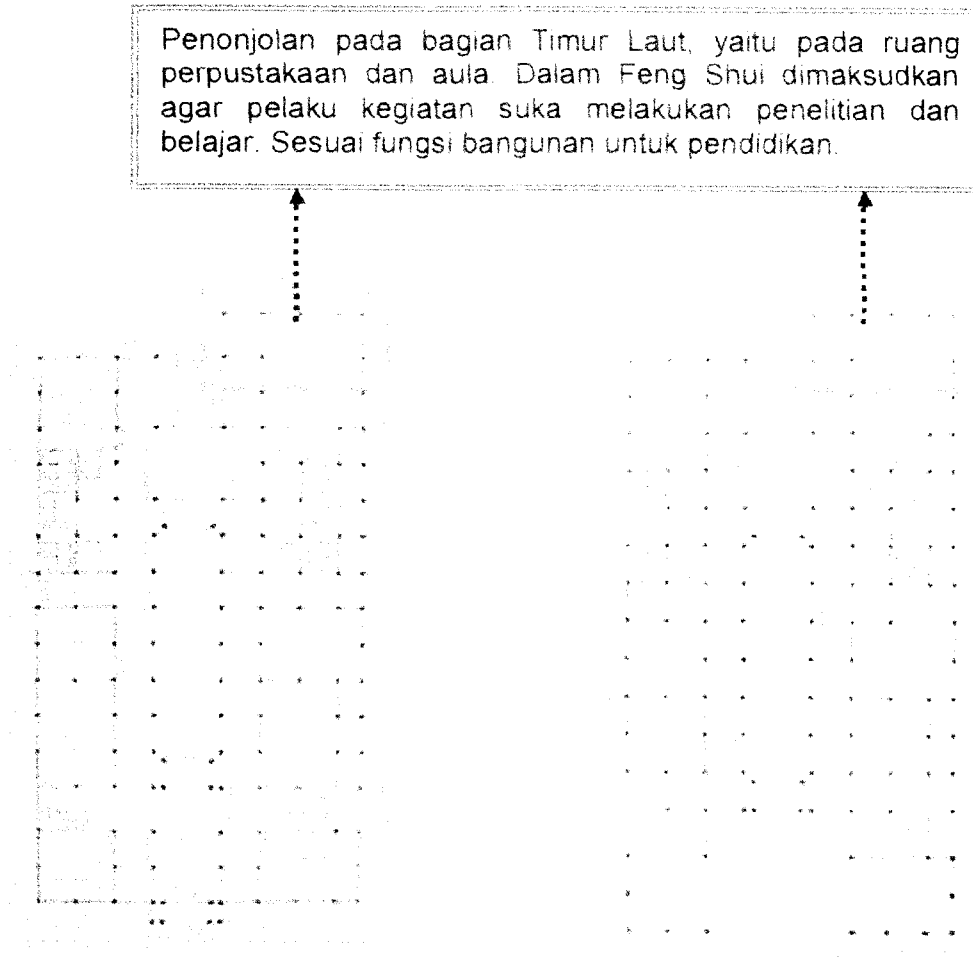 Penonjolan pada bagian Timur Laut, yaitu pada ruang
perpustakaan dan aula. Dalam Feng Shui dimaksudkan
agar pelaku kegiatan suka melakukan penelitian dan
belajar. Sesuai fungsi bangunan untuk pendidikan.